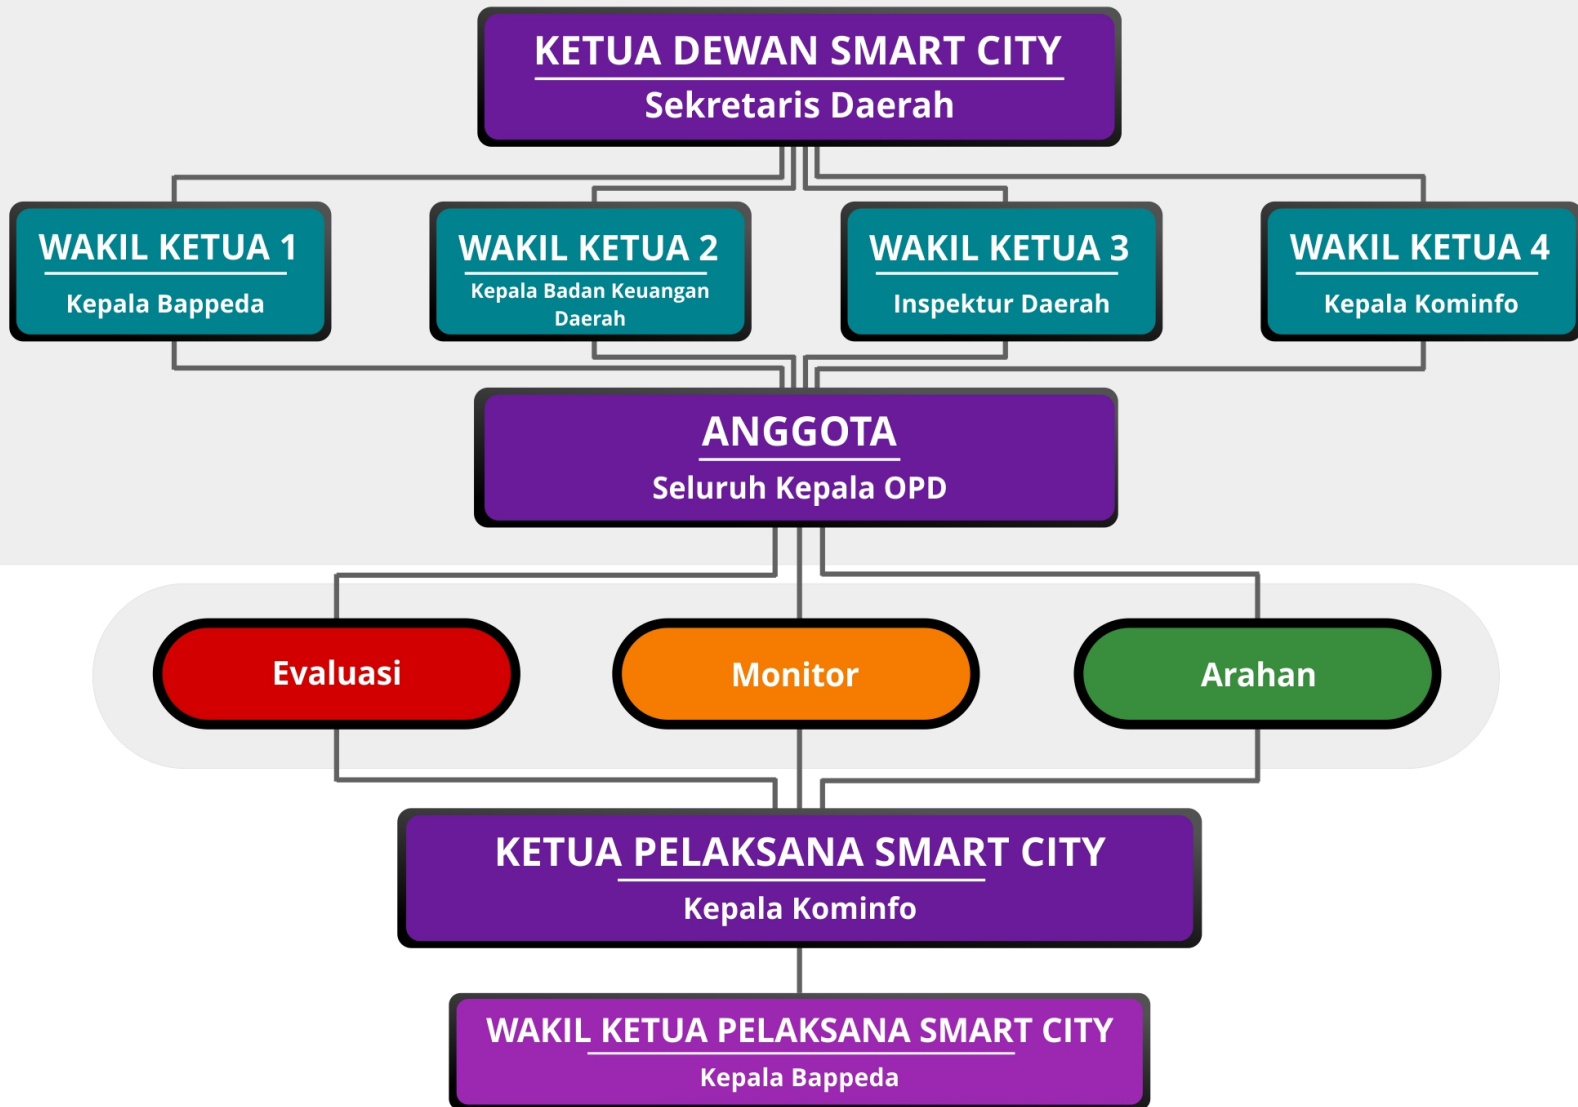 KETUA DEWAN SMART CITY
Sekretaris Daerah
WAKIL KETUA 1
Kepala Bappeda
WAKIL KETUA 2
Kepala Badan Keuangan
Daerah
WAKIL KETUA 3
Inspektur Daerah
WAKIL KETUA 4
Kepala Kominfo
ANGGOTA
Seluruh Kepala OPD
Evaluasi
Monitor
Arahan
KETUA PELAKSANA SMART CITY
Kepala Kominfo
WAKIL KETUA PELAKSANA SMART CITY
Kepala Bappeda